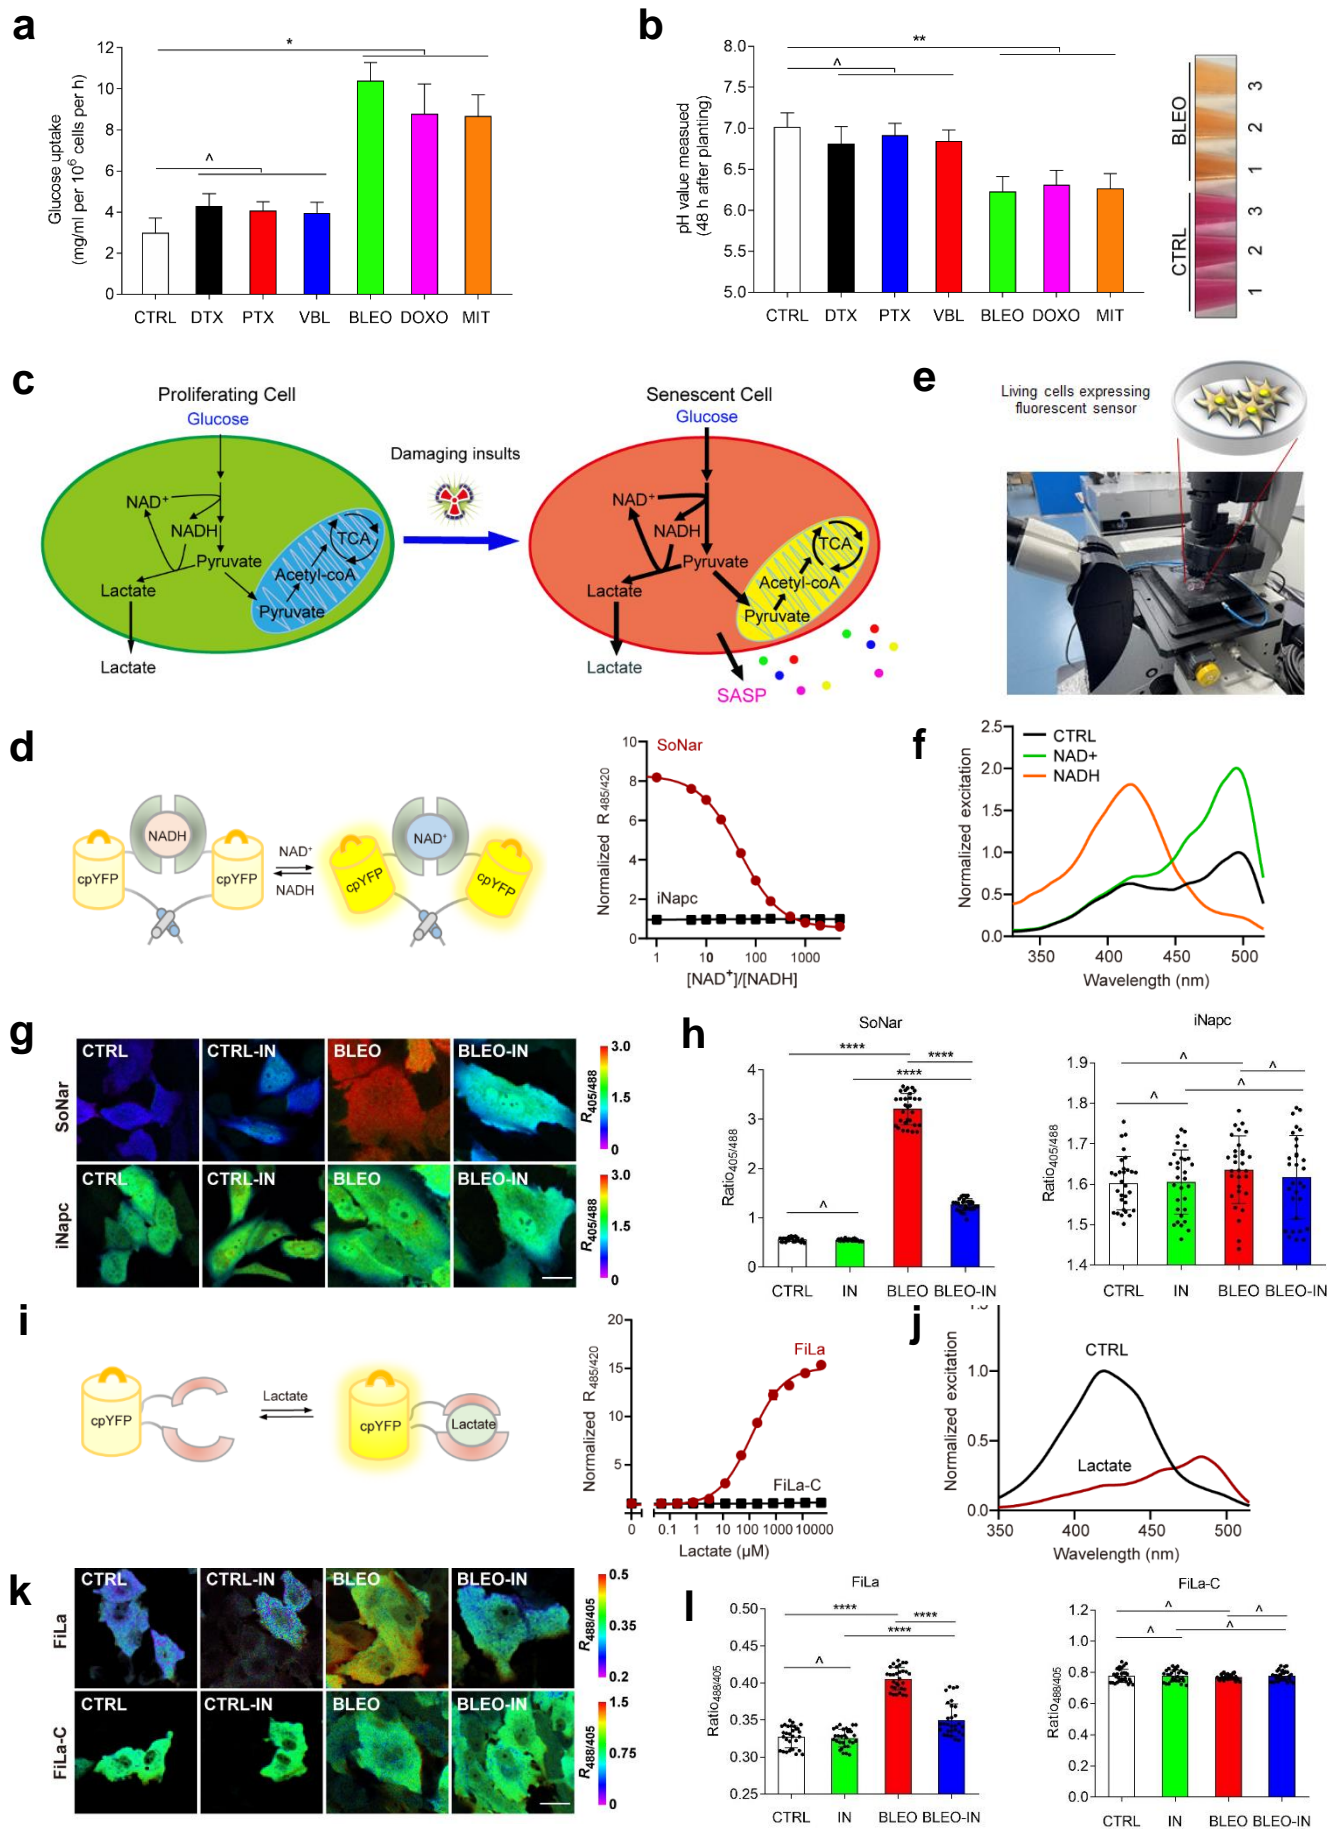 a
Glucose uptake
(mg/ml per 10⁶ cells per h)
12
10
8
6
4
2
0
*
^
CTRL DTX PTX VBL BLEO DOXO MIT
b
pH value measued
(48 h after planting)
8.0
7.5
7.0
6.5
6.0
5.5
5.0
**
^
CTRL DTX PTX VBL BLEO DOXO MIT
BLEO
CTRL
3
2
1
3
2
1
c
Proliferating Cell
Glucose
NAD+
NADH
Pyruvate
Lactate
Lactate
TCA
Acetyl-coA
Pyruvate
Damaging insults
Senescent Cell
Glucose
NAD+
NADH
Pyruvate
Lactate
Lactate
TCA
Acetyl-coA
Pyruvate
SASP
e
Living cells expressing
fluorescent sensor
d
NADH
cpYFP
cpYFP
NAD+
NADH
NAD+
cpYFP
cpYFP
Normalized R485/420
10
8
6
4
2
0
SoNar
iNapc
1 10 100 1000
[NAD+]/[NADH]
f
Normalized excitation
2.5
2.0
1.5
1.0
0.5
0.0
CTRL
NAD+
NADH
350 400 450 500
Wavelength (nm)
g
SoNar
CTRL CTRL-IN BLEO BLEO-IN
3.0
1.5
0
R405/488
iNapc
CTRL CTRL-IN BLEO BLEO-IN
3.0
1.5
0
R405/488
h
SoNar
Ratio405/488
4
3
2
1
0
****
****
****
^
CTRL IN BLEO BLEO-IN
iNapc
Ratio405/488
1.9
1.8
1.7
1.6
1.5
1.4
^
^
^
^
CTRL IN BLEO BLEO-IN
i
cpYFP
Lactate
cpYFP
Lactate
Normalized R485/420
20
15
10
5
FiLa
FiLa-C
0 0.1 1 10 100 1000 10000
Lactate (μM)
j
Normalized excitation
1.5
1.0
0.5
0.0
CTRL
Lactate
350 400 450 500
Wavelength (nm)
k
FiLa
CTRL CTRL-IN BLEO BLEO-IN
0.5
0.35
0.2
R488/405
FiLa-C
CTRL CTRL-IN BLEO BLEO-IN
1.5
0.75
0
R488/405
l
FiLa
Ratio488/405
0.50
0.45
0.40
0.35
0.30
0.25
****
****
****
^
CTRL IN BLEO BLEO-IN
FiLa-C
Ratio488/405
1.2
1.0
0.8
0.6
0.4
0.2
0.0
^
^
^
^
CTRL IN BLEO BLEO-IN